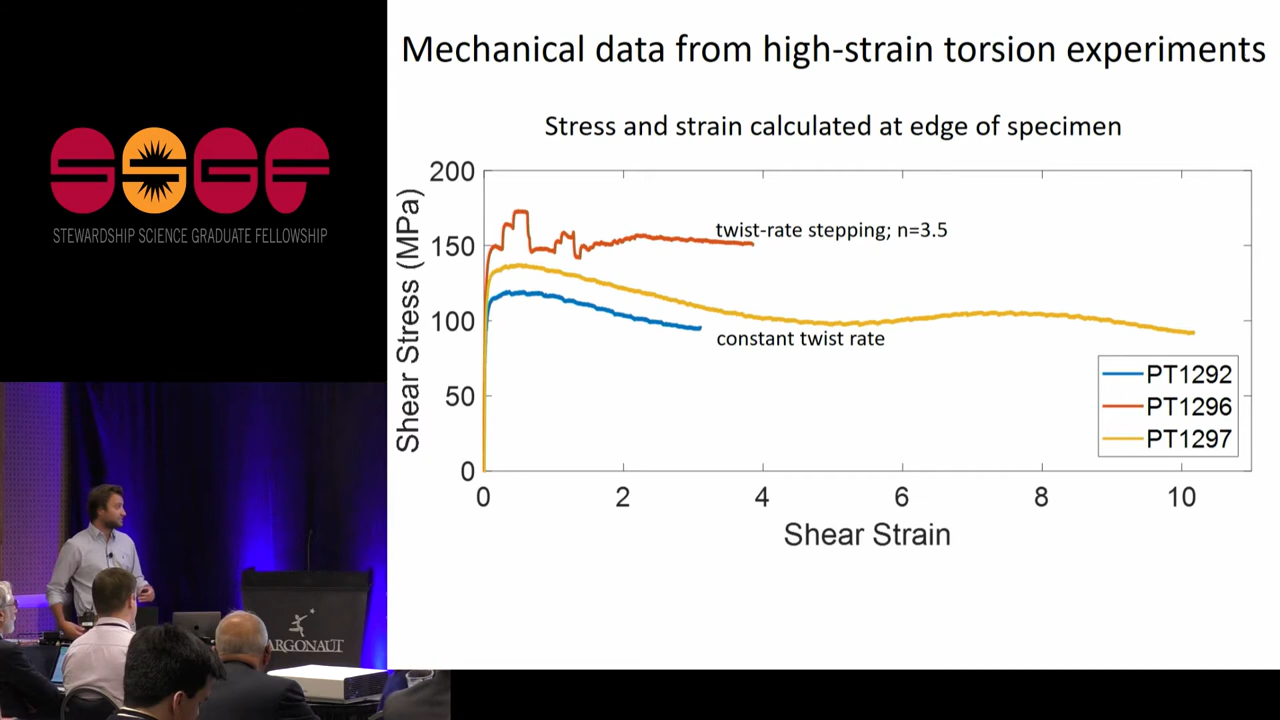 Mechanical data from high-strain torsion experiments
Stress and strain calculated at edge of specimen
SSGF
STEWARDSHIP SCIENCE GRADUATE FELLOWSHIP
Shear Stress (MPa)
200
150
100
50
0
twist-rate stepping; n=3.5
constant twist rate
PT1292
PT1296
PT1297
0 2 4 6 8 10
Shear Strain
ARGONAUT